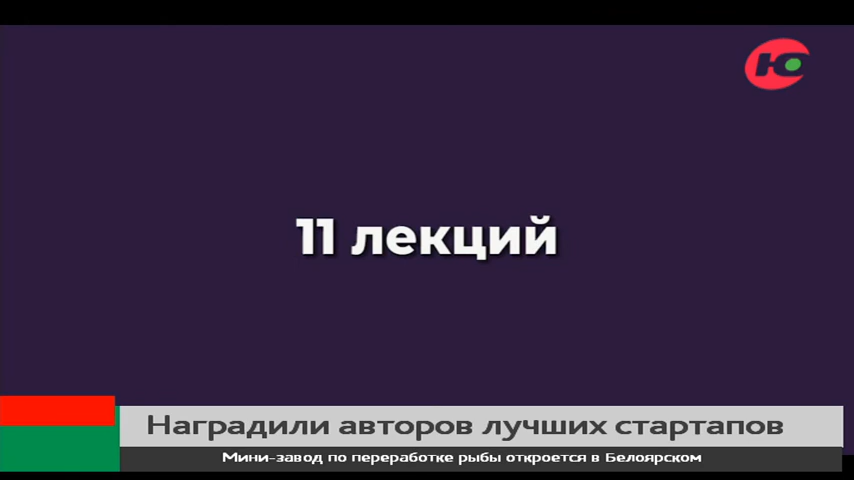 Ю
11 лекций
Наградили авторов лучших стартапов
Мини-завод по переработке рыбы откроется в Белоярском